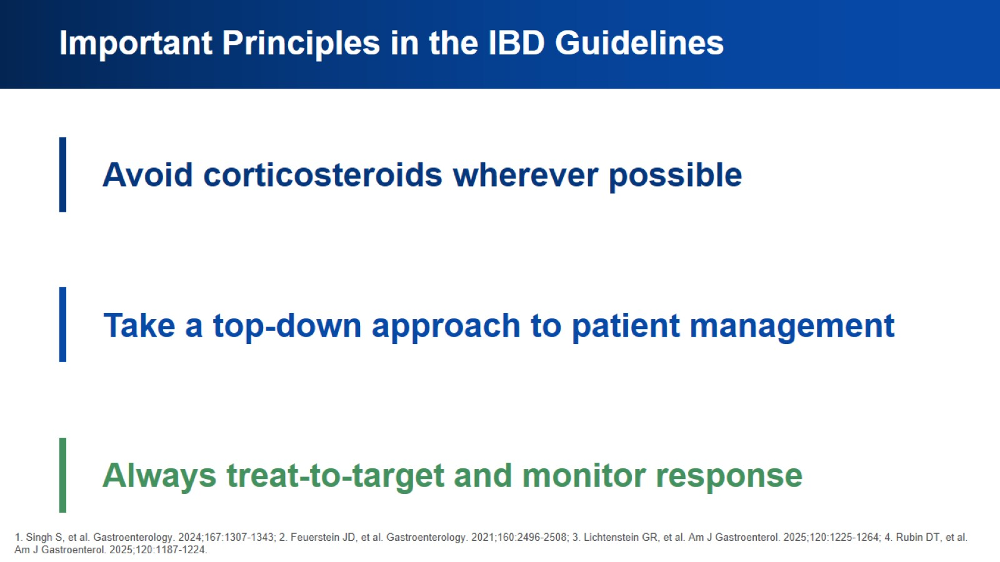 Important Principles in the IBD Guidelines
Avoid corticosteroids wherever possible
Take a top-down approach to patient management
Always treat-to-target and monitor response
1. Singh S, et al. Gastroenterology. 2024;167:1307-1343; 2. Feuerstein JD, et al. Gastroenterology. 2021;160:2496-2508; 3. Lichtenstein GR, et al. Am J Gastroenterol. 2025;120:1225-1264; 4. Rubin DT, et al.
Am J Gastroenterol. 2025;120:1187-1224.